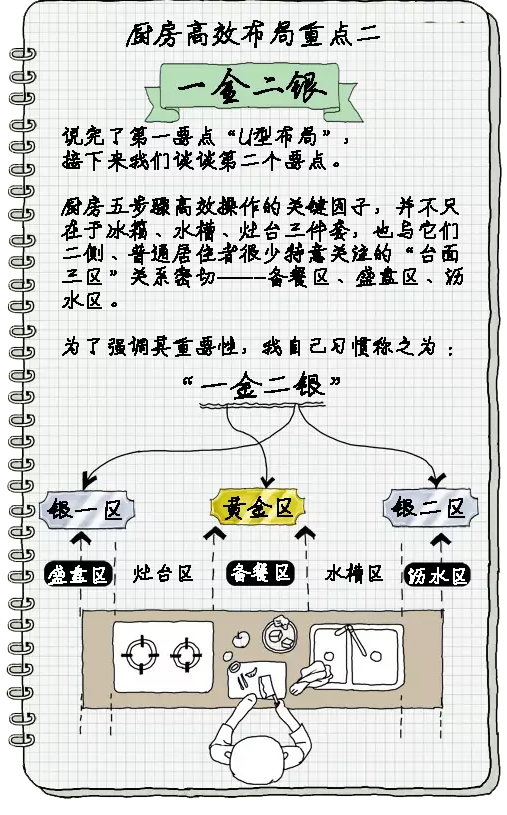 厨房高效布局重点二
一金二银
说完了第一要点“U型布局”，
接下来我们谈谈第二个要点。
厨房五步骤高效操作的关键因子，并不只
在于冰箱、水槽、灶台三件套，也与它们
二侧、普通居住者很少特意关注的“台面
三区”关系密切——备餐区、盛盘区、沥
水区。
为了强调其重要性，我自己习惯称之为：
“一金二银”
银一区 黄金区 银二区
盛盘区 灶台区 备餐区 水槽区 沥水区